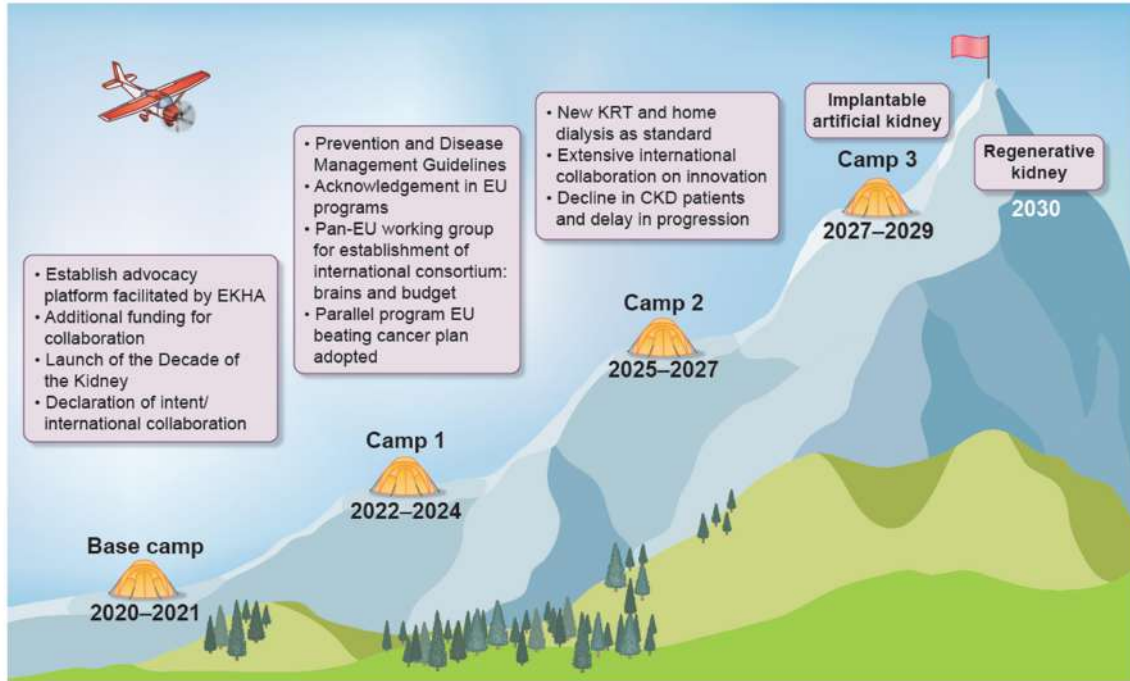 • Establish advocacy
platform facilitated by EKHA
• Additional funding for
collaboration
• Launch of the Decade of
the Kidney
• Declaration of intent/
international collaboration
Base camp
2020–2021
• Prevention and Disease
Management Guidelines
• Acknowledgement in EU
programs
• Pan-EU working group
for establishment of
international consortium:
brains and budget
• Parallel program EU
beating cancer plan
adopted
Camp 1
2022–2024
• New KRT and home
dialysis as standard
• Extensive international
collaboration on innovation
• Decline in CKD patients
and delay in progression
Camp 2
2025–2027
Implantable
artificial kidney
Camp 3
2027–2029
Regenerative
kidney
2030